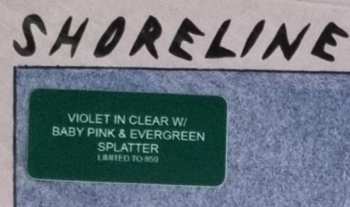 SHORELINE
VIOLET IN CLEAR W/
BABY PINK & EVERGREEN
SPLATTER
LIMITED TO 850